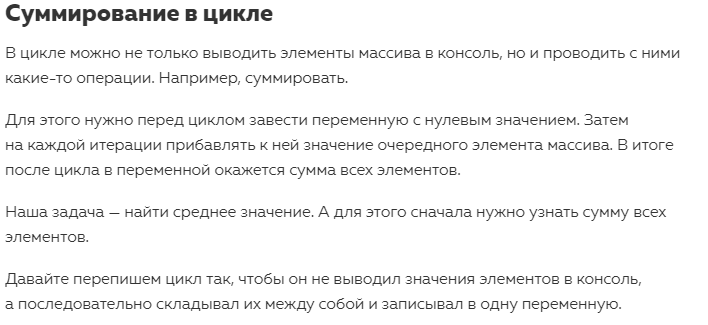 Суммирование в цикле
В цикле можно не только выводить элементы массива в консоль, но и проводить с ними
какие-то операции. Например, суммировать.
Для этого нужно перед циклом завести переменную с нулевым значением. Затем
на каждой итерации прибавлять к ней значение очередного элемента массива. В итоге
после цикла в переменной окажется сумма всех элементов.
Наша задача — найти среднее значение. А для этого сначала нужно узнать сумму всех
элементов.
Давайте перепишем цикл так, чтобы он не выводил значения элементов в консоль,
а последовательно складывал их между собой и записывал в одну переменную.